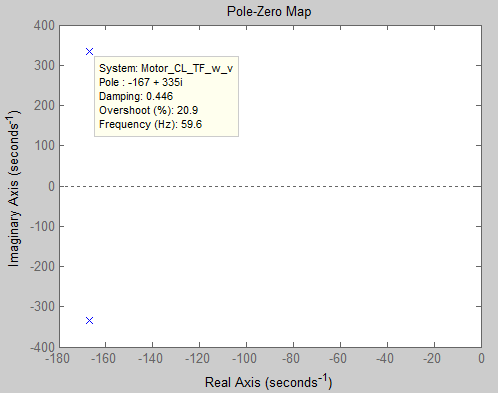 Pole-Zero Map
400
300
200
100
0
-100
-200
-300
-400
Imaginary Axis (seconds⁻¹)
System: Motor_CL_TF_w_v
Pole : -167 + 335i
Damping: 0.446
Overshoot (%): 20.9
Frequency (Hz): 59.6
-180 -160 -140 -120 -100 -80 -60 -40 -20 0
Real Axis (seconds⁻¹)